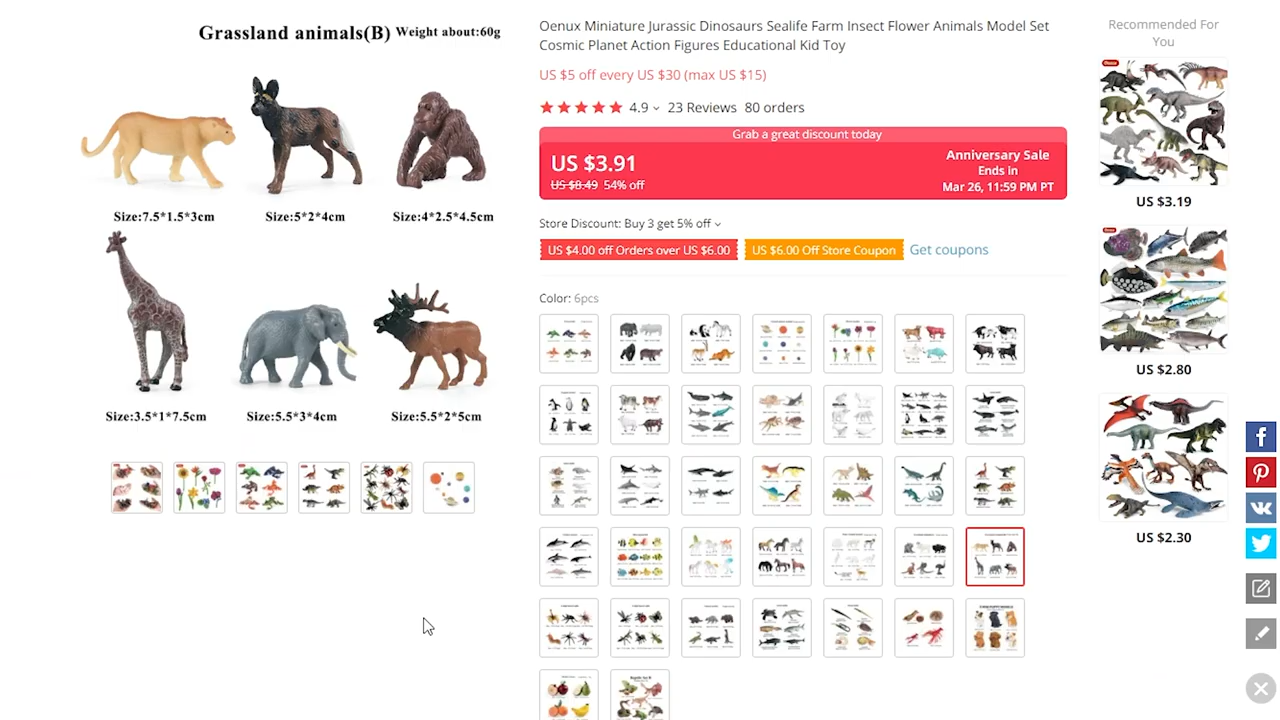 Grassland animals(B) Weight about:60g
Size:7.5*1.5*3cm
Size:5*2*4cm
Size:4*2.5*4.5cm
Size:3.5*1*7.5cm
Size:5.5*3*4cm
Size:5.5*2*5cm
Oenux Miniature Jurassic Dinosaurs Sealife Farm Insect Flower Animals Model Set
Cosmic Planet Action Figures Educational Kid Toy
US $5 off every US $30 (max US $15)
4.9 23 Reviews 80 orders
Grab a great discount today
US $3.91
US $8.49 54% off
Anniversary Sale
Ends in
Mar 26, 11:59 PM PT
Store Discount: Buy 3 get 5% off
US $4.00 off Orders over US $6.00
US $6.00 Off Store Coupon
Get coupons
Color: 6pcs
Recommended For
You
US $3.19
US $2.80
US $2.30